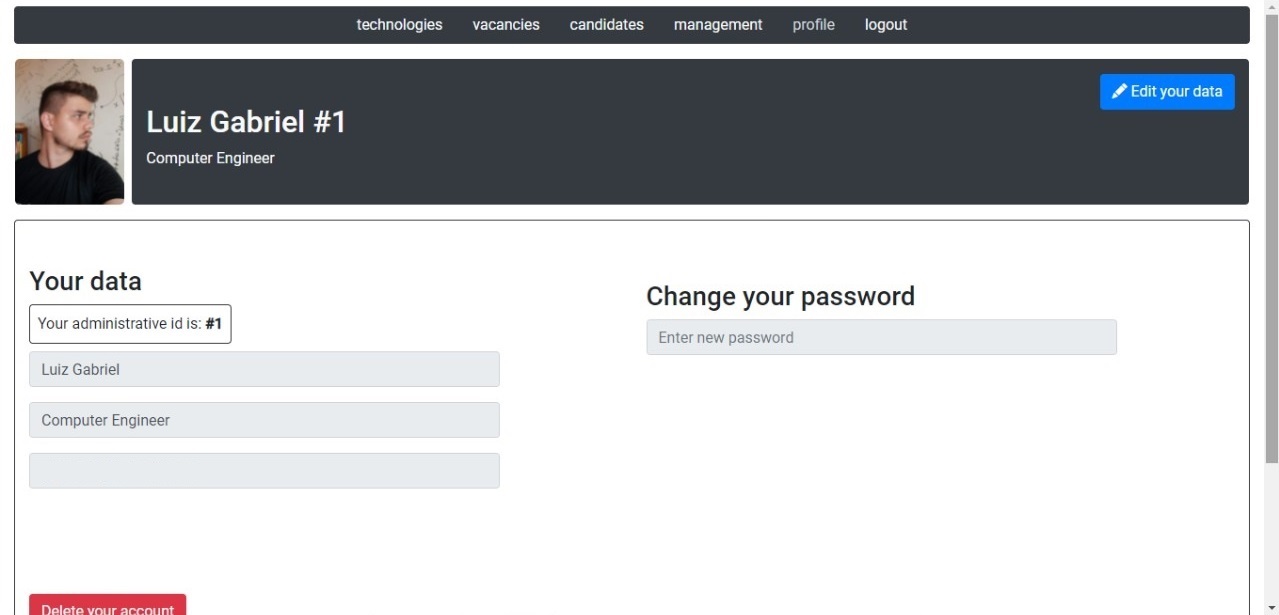 technologies vacancies candidates management profile logout
Edit your data
Luiz Gabriel #1
Computer Engineer
Your data
Your administrative id is: #1
Luiz Gabriel
Computer Engineer
Change your password
Enter new password
Delete your account